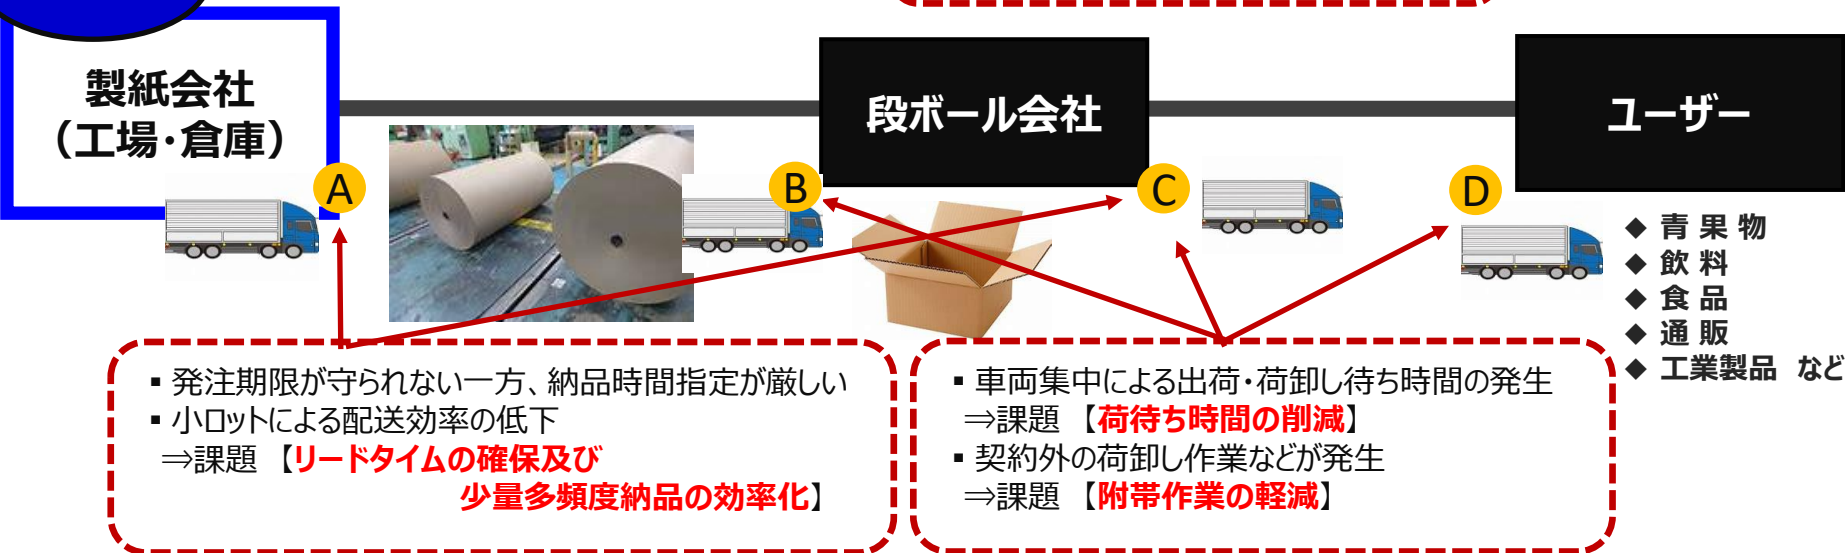 製紙会社
（工場・倉庫）
段ボール会社
ユーザー
A
B
C
D
◆ 青 果 物
◆ 飲 料
◆ 食 品
◆ 通 販
◆ 工業製品 など
▪ 発注期限が守られない一方、納品時間指定が厳しい
▪ 小ロットによる配送効率の低下
⇒課題 【リードタイムの確保及び
少量多頻度納品の効率化】
▪ 車両集中による出荷・荷卸し待ち時間の発生
⇒課題 【荷待ち時間の削減】
▪ 契約外の荷卸し作業などが発生
⇒課題 【附帯作業の軽減】